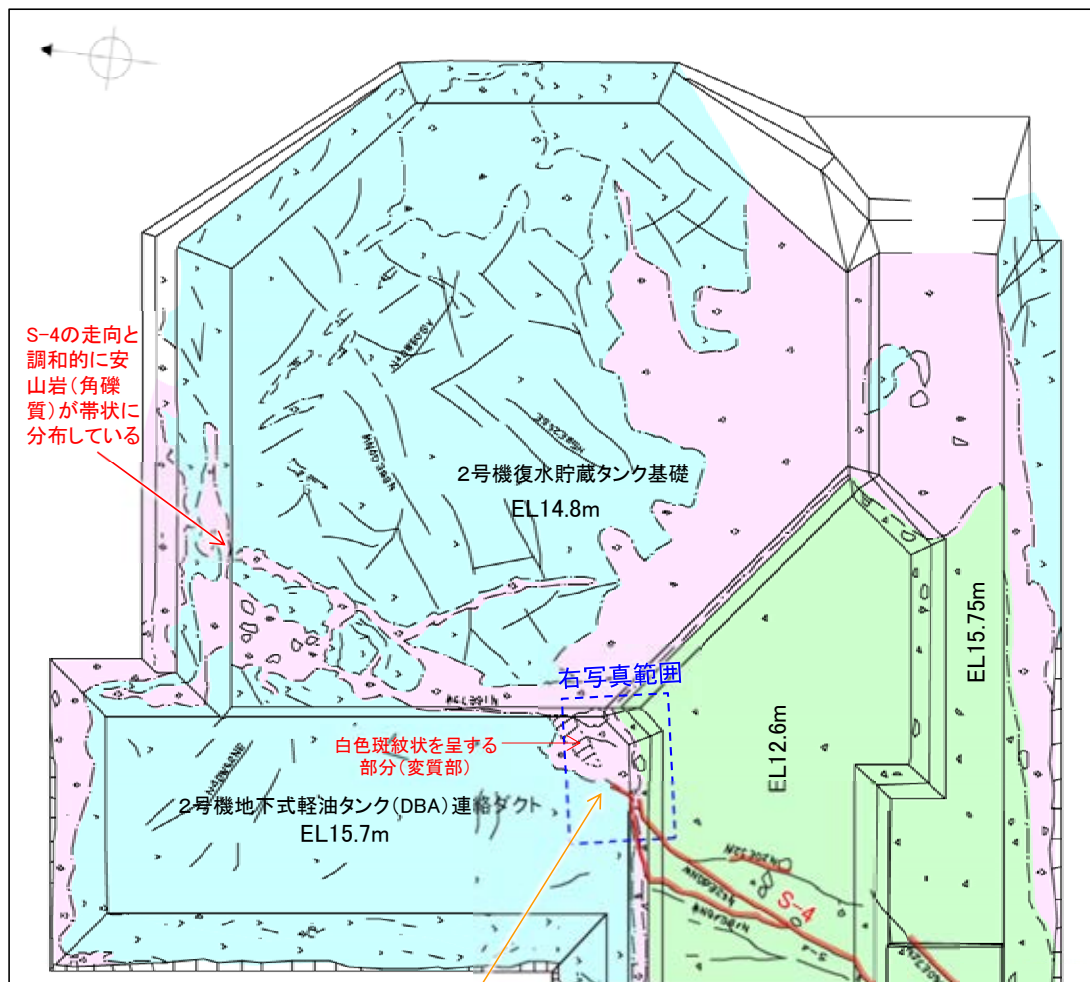 S-4の走向と
調和的に安
山岩(角礫
質)が帯状に
分布している
2号機復水貯蔵タンク基礎
EL14.8m
EL15.75m
右写真範囲
EL12.6m
白色斑紋状を呈する
部分(変質部)
2号機地下式軽油タンク(DBA)連絡ダクト
EL15.7m
S-4
S-4